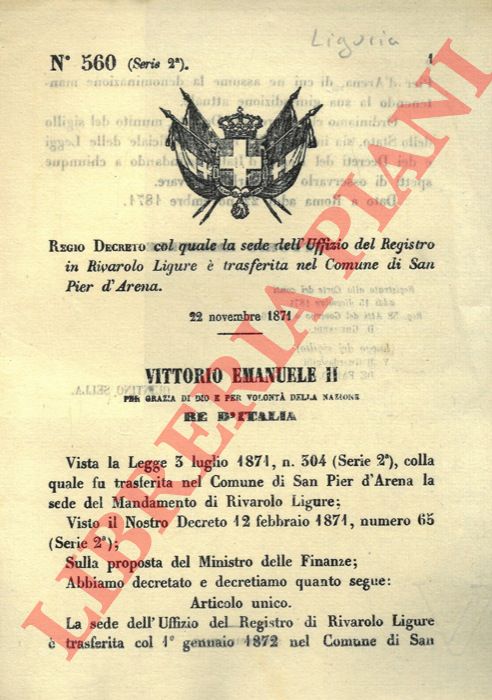 Liguria
N° 560 (Serie 2ª). 1
REGIO DECRETO col quale la sede dell'Uffizio del Registro
in Rivarolo Ligure è trasferita nel Comune di San
Pier d'Arena.
22 novembre 1871
VITTORIO EMANUELE II
PER GRAZIA DI DIO E PER VOLONTÀ DELLA NAZIONE
RE D'ITALIA
Vista la Legge 3 luglio 1871, n. 304 (Serie 2ª), colla
quale fu trasferita nel Comune di San Pier d'Arena la
sede del Mandamento di Rivarolo Ligure;
Visto il Nostro Decreto 12 febbraio 1871, numero 65
(Serie 2ª);
Sulla proposta del Ministro delle Finanze;
Abbiamo decretato e decretiamo quanto segue:
Articolo unico.
La sede dell'Uffizio del Registro di Rivarolo Ligure
è trasferita col 1° gennaio 1872 nel Comune di San
LIBRERIA PIANI